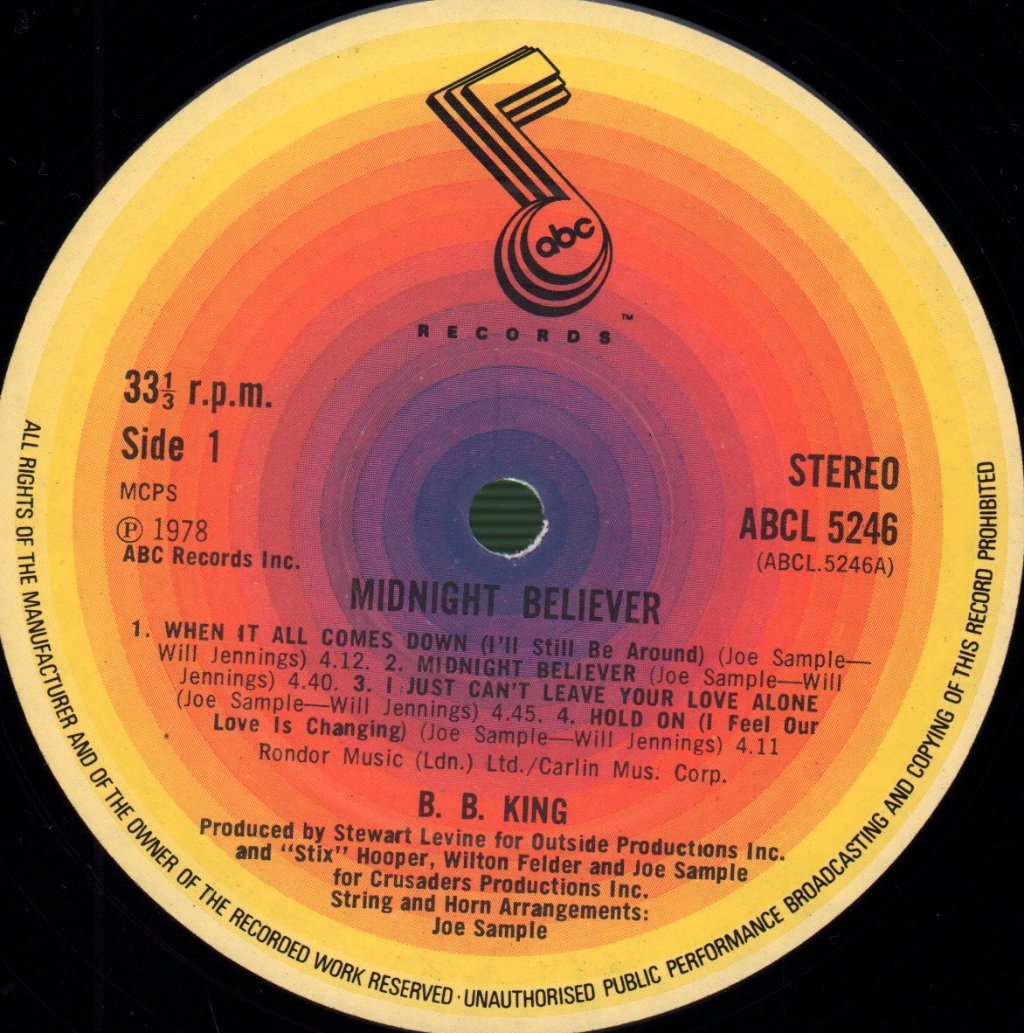 abc
RECORDS ™
33⅓ r.p.m.
Side 1
MCPS
Ⓟ 1978
ABC Records Inc.
STEREO
ABCL 5246
(ABCL.5246A)
MIDNIGHT BELIEVER
1. WHEN IT ALL COMES DOWN (I'll Still Be Around) (Joe Sample—
Will Jennings) 4.12. 2. MIDNIGHT BELIEVER (Joe Sample—Will
Jennings) 4.40. 3. I JUST CAN'T LEAVE YOUR LOVE ALONE
(Joe Sample—Will Jennings) 4.45. 4. HOLD ON (I Feel Our
Love Is Changing) (Joe Sample—Will Jennings) 4.11
Rondor Music (Ldn.) Ltd./Carlin Mus. Corp.
B. B. KING
Produced by Stewart Levine for Outside Productions Inc.
and "Stix" Hooper, Wilton Felder and Joe Sample
for Crusaders Productions Inc.
String and Horn Arrangements:
Joe Sample
ALL RIGHTS OF THE MANUFACTURER AND OF THE OWNER OF THE RECORDED WORK RESERVED · UNAUTHORISED PUBLIC PERFORMANCE BROADCASTING AND COPYING OF THIS RECORD PROHIBITED